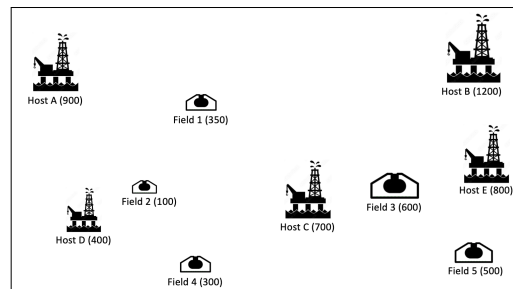 Host A (900)
Host B (1200)
Field 1 (350)
Field 2 (100)
Host E (800)
Field 3 (600)
Host C (700)
Host D (400)
Field 4 (300)
Field 5 (500)